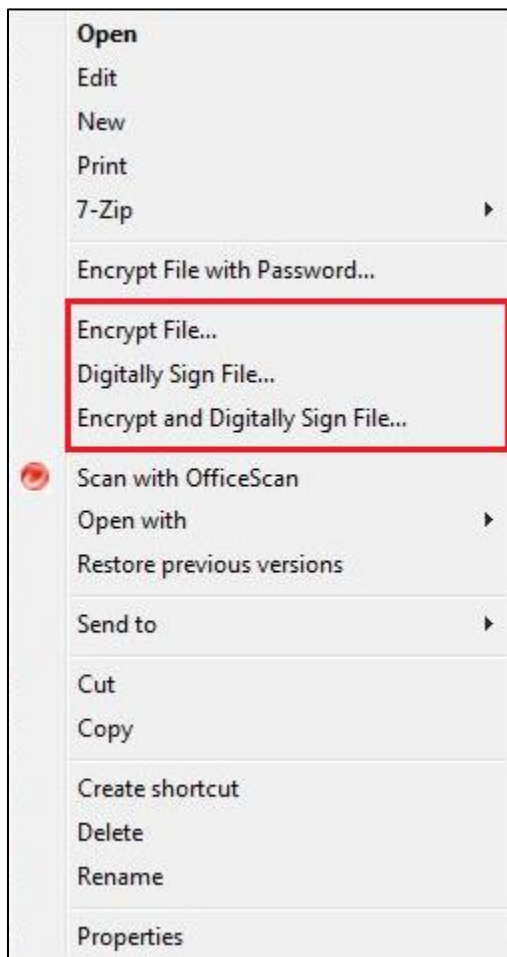 Open
Edit
New
Print
7-Zip
Encrypt File with Password...
Encrypt File...
Digitally Sign File...
Encrypt and Digitally Sign File...
Scan with OfficeScan
Open with
Restore previous versions
Send to
Cut
Copy
Create shortcut
Delete
Rename
Properties